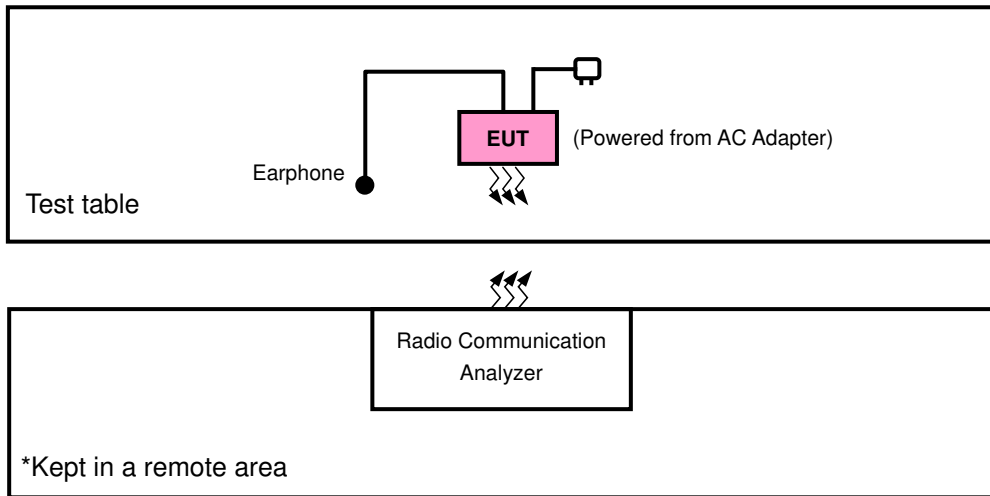 EUT
(Powered from AC Adapter)
Earphone
Test table
Radio Communication
Analyzer
*Kept in a remote area